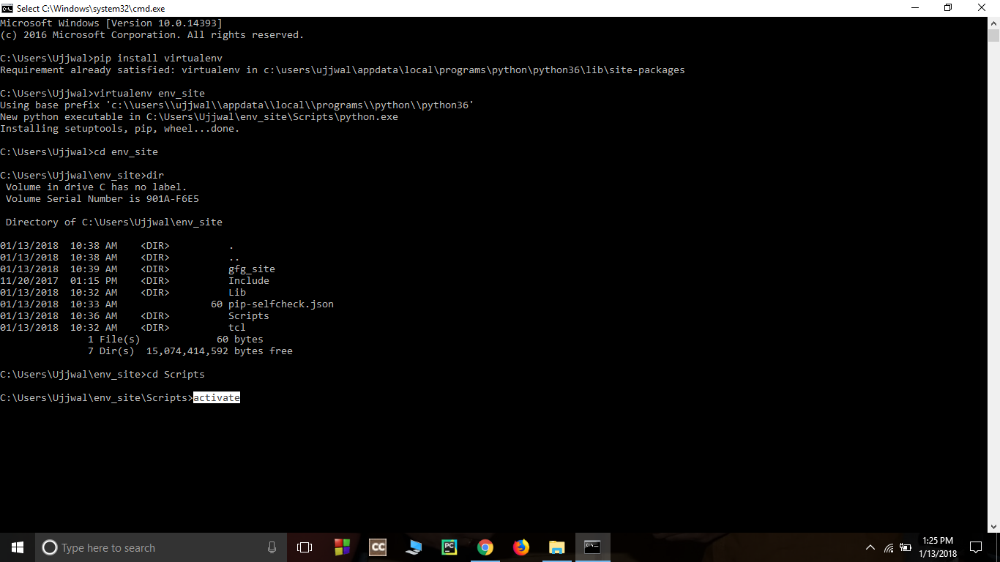 Select C:\Windows\system32\cmd.exe
Microsoft Windows [Version 10.0.14393]
(c) 2016 Microsoft Corporation. All rights reserved.
C:\Users\Ujjwal>pip install virtualenv
Requirement already satisfied: virtualenv in c:\users\ujjwal\appdata\local\programs\python\python36\lib\site-packages
C:\Users\Ujjwal>virtualenv env_site
Using base prefix 'c:\\users\\ujjwal\\appdata\\local\\programs\\python\\python36'
New python executable in C:\Users\Ujjwal\env_site\Scripts\python.exe
Installing setuptools, pip, wheel...done.
C:\Users\Ujjwal>cd env_site
C:\Users\Ujjwal\env_site>dir
Volume in drive C has no label.
Volume Serial Number is 901A-F6E5
Directory of C:\Users\Ujjwal\env_site
01/13/2018  10:38 AM    <DIR>          .
01/13/2018  10:38 AM    <DIR>          ..
01/13/2018  10:39 AM    <DIR>          gfg_site
11/20/2017  01:15 PM    <DIR>          Include
01/13/2018  10:32 AM    <DIR>          Lib
01/13/2018  10:33 AM                60 pip-selfcheck.json
01/13/2018  10:36 AM    <DIR>          Scripts
01/13/2018  10:32 AM    <DIR>          tcl
1 File(s)             60 bytes
7 Dir(s)  15,074,414,592 bytes free
C:\Users\Ujjwal\env_site>cd Scripts
C:\Users\Ujjwal\env_site\Scripts>activate
Type here to search
CC
PC
1:25 PM
1/13/2018